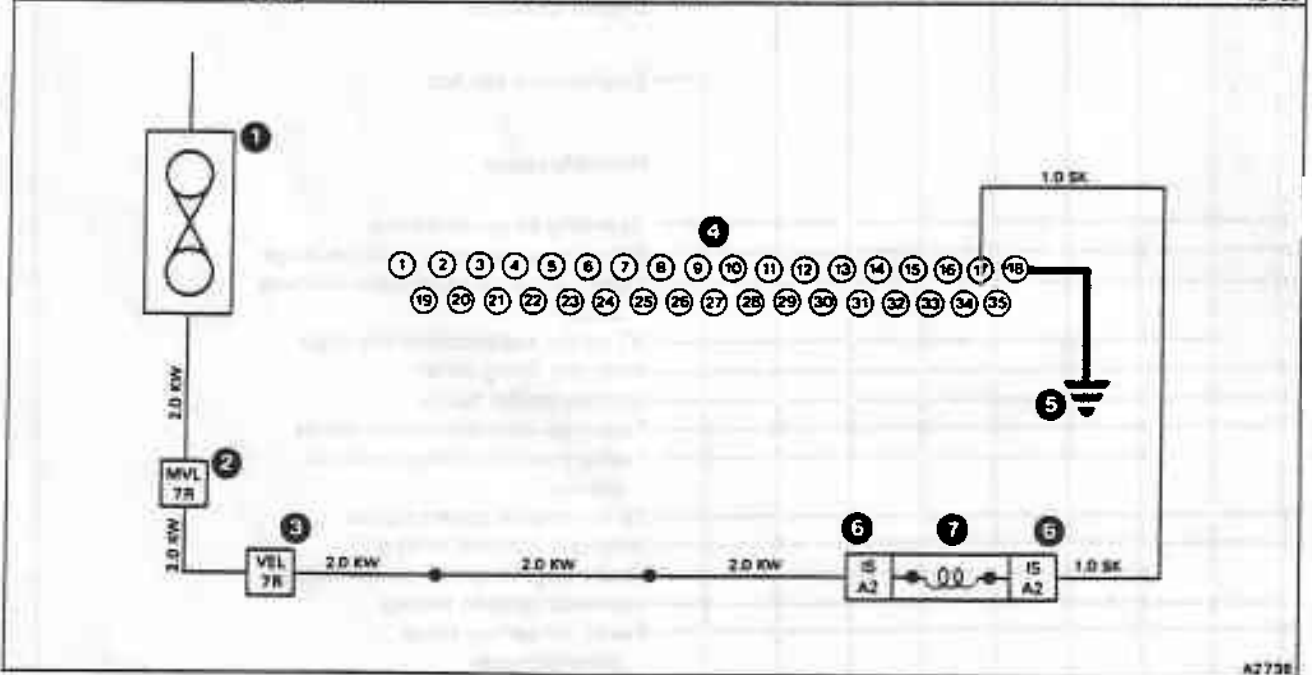 1
1.0 SK
4
1 2 3 4 5 6 7 8 9 10 11 12 13 14 15 16 17 18
19 20 21 22 23 24 25 26 27 28 29 30 31 32 33 34 35
2.0 KW
5
2
MVL
7R
2.0 KW
3
6 7 6
VEL 2.0 KW 2.0 KW 2.0 KW IS IS 1.0 SK
7R A2 A2